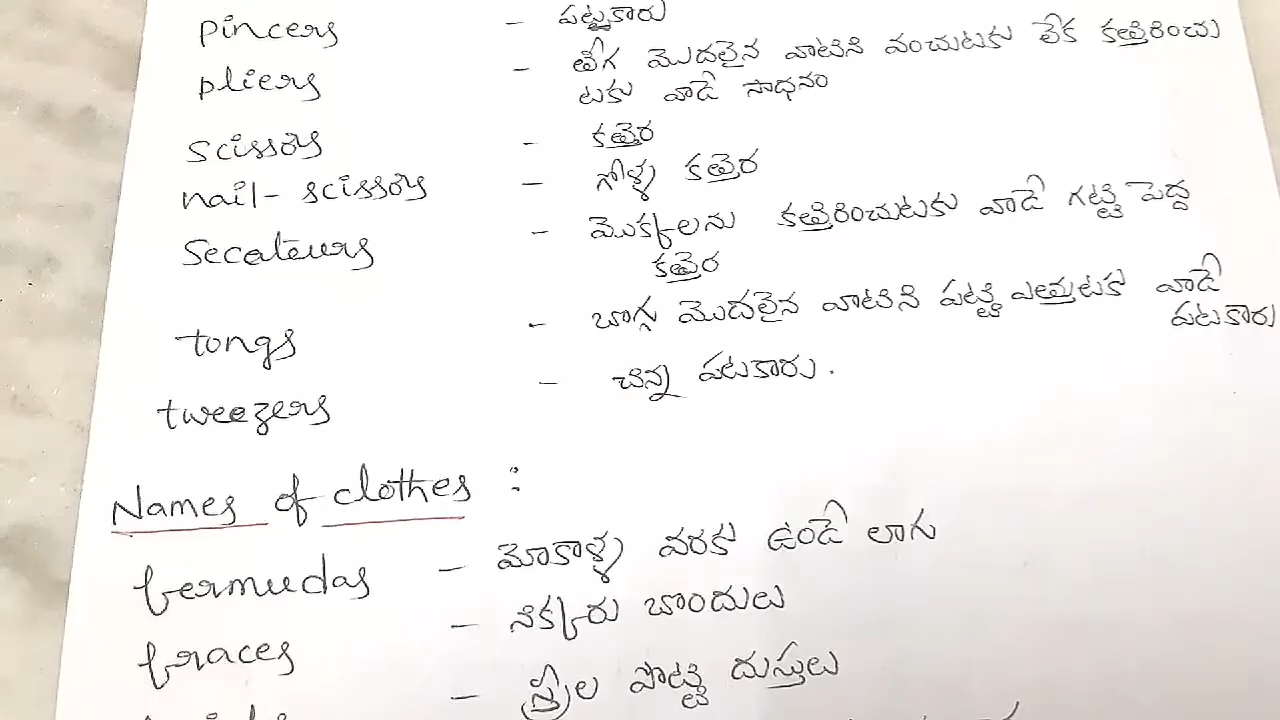 pincers - పట్టుకారు
pliers - తీగ మొదలైన వాటిని వంచుటకు లేక కత్తిరించు
టకు వాడే సాధనం
scissors - కత్తెర
nail-scissors - గోళ్ళ కత్తెర
secateurs - మొక్కలను కత్తిరించుటకు వాడే గట్టి పెద్ద
కత్తెర
tongs - బొగ్గు మొదలైన వాటిని పట్టి ఎత్తుటకు వాడే
పటకారు
tweezers - చిన్న పటకారు.
Names of clothes :
bermudas - మోకాళ్ళ వరకు ఉండే లాగు
braces - నిక్కరు బొందులు
- స్త్రీల పొట్టి దుస్తులు